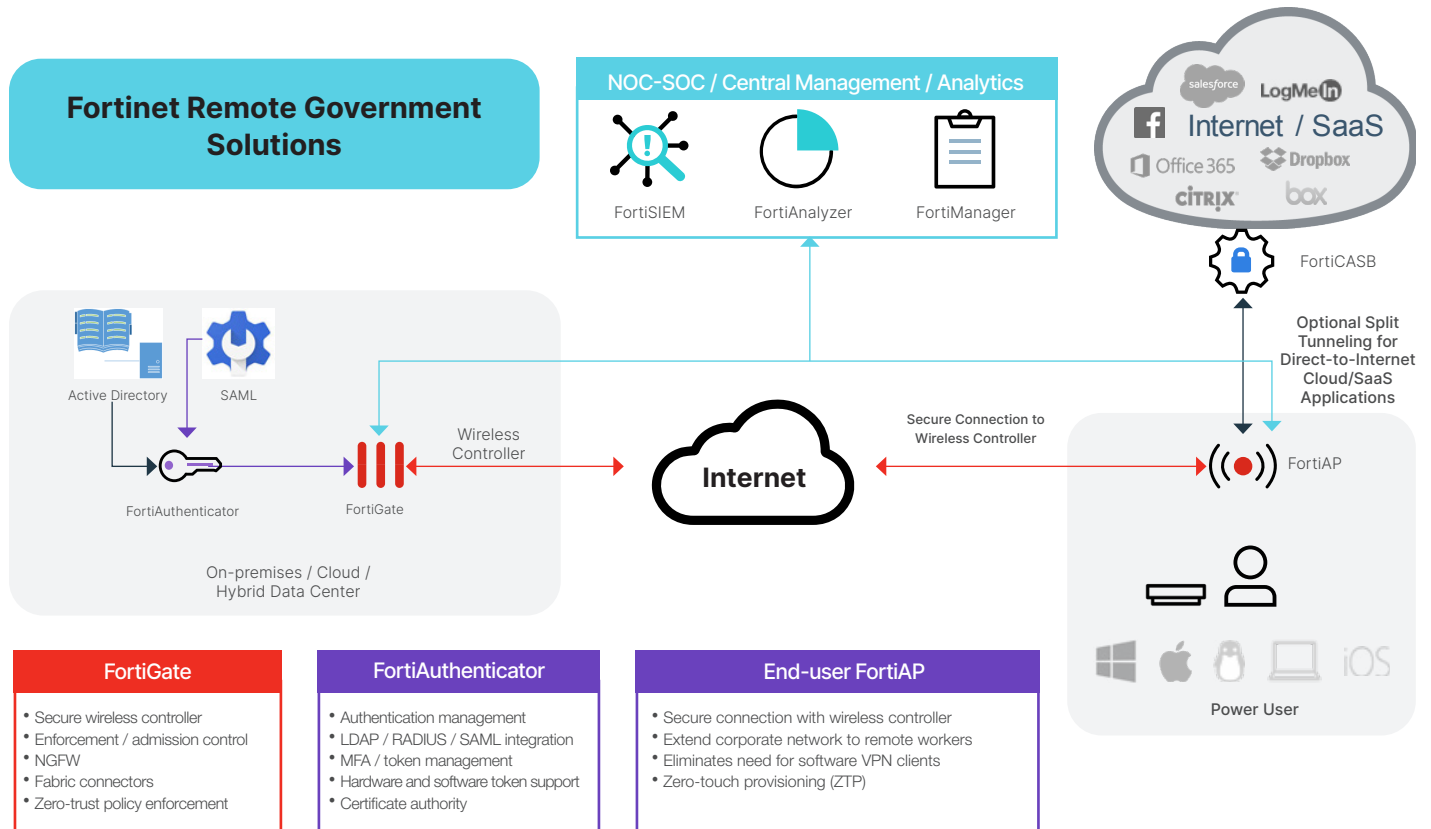 Fortinet Remote Government
Solutions
NOC-SOC / Central Management / Analytics
FortiSIEM
FortiAnalyzer
FortiManager
salesforce
LogMeIn
f
Internet / SaaS
Office 365
Dropbox
CİTRIX
box
FortiCASB
Optional Split
Tunneling for
Direct-to-Internet
Cloud/SaaS
Applications
Active Directory
SAML
FortiAuthenticator
FortiGate
Wireless
Controller
On-premises / Cloud /
Hybrid Data Center
Internet
Secure Connection to
Wireless Controller
FortiAP
iOS
Power User
FortiGate
• Secure wireless controller
• Enforcement / admission control
• NGFW
• Fabric connectors
• Zero-trust policy enforcement
FortiAuthenticator
• Authentication management
• LDAP / RADIUS / SAML integration
• MFA / token management
• Hardware and software token support
• Certificate authority
End-user FortiAP
• Secure connection with wireless controller
• Extend corporate network to remote workers
• Eliminates need for software VPN clients
• Zero-touch provisioning (ZTP)